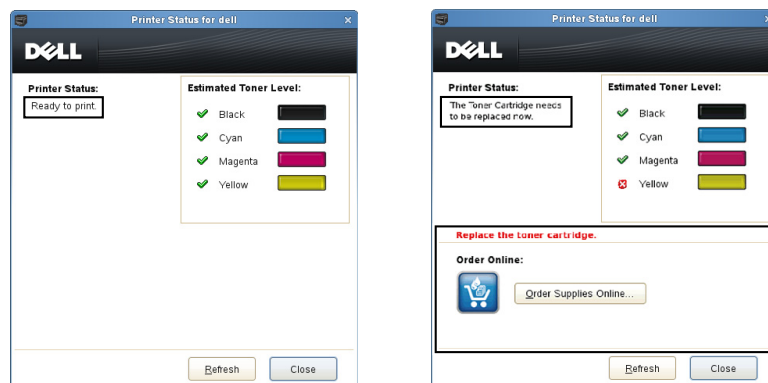 Printer Status for dell
DELL
Printer Status:
Ready to print
Estimated Toner Level:
Black
Cyan
Magenta
Yellow
Refresh
Close
Printer Status for dell
DELL
Printer Status:
The Toner Cartridge needs
to be replaced now.
Estimated Toner Level:
Black
Cyan
Magenta
Yellow
Replace the toner cartridge.
Order Online:
Order Supplies Online...
Refresh
Close